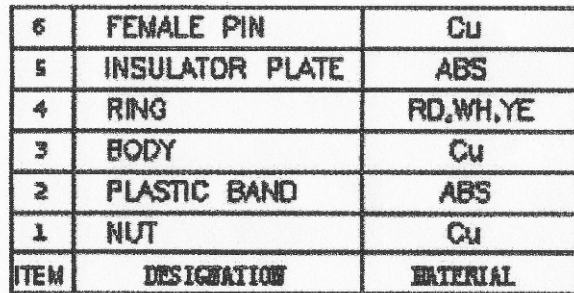 6 FEMALE PIN Cu
5 INSULATOR PLATE ABS
4 RING RD.WH.YE
3 BODY Cu
2 PLASTIC BAND ABS
1 NUT Cu
ITEM DESIGNATION MATERIAL